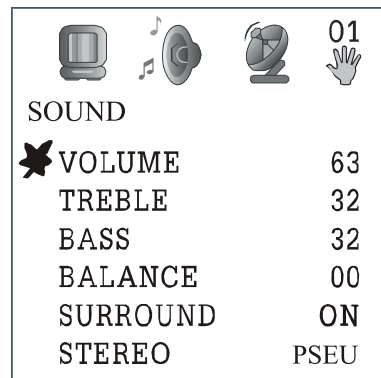 01
SOUND
VOLUME 63
TREBLE 32
BASS 32
BALANCE 00
SURROUND ON
STEREO PSEU